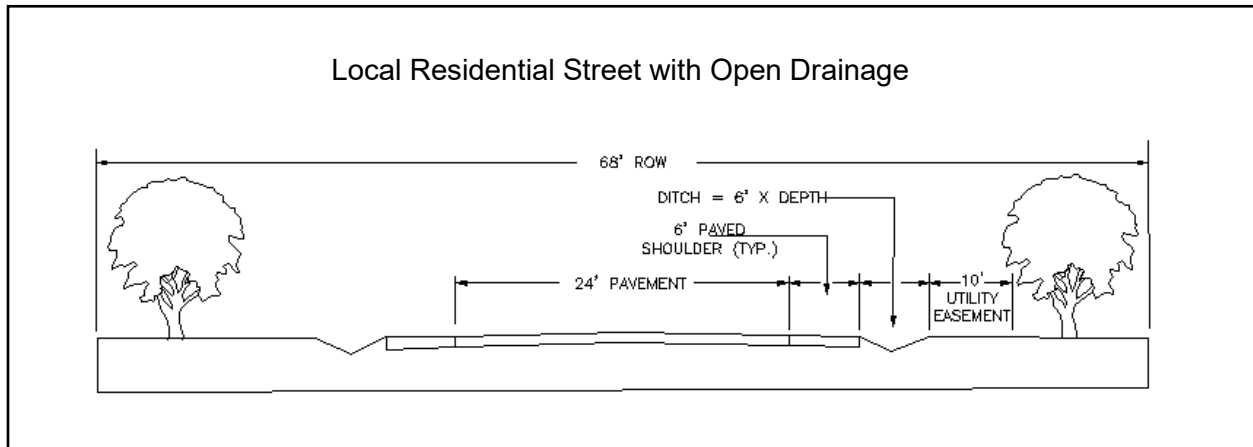 Local Residential Street with Open Drainage
68' ROW
DITCH = 6' X DEPTH
6' PAVED
SHOULDER (TYP.)
24' PAVEMENT
10'
UTILITY
EASEMENT